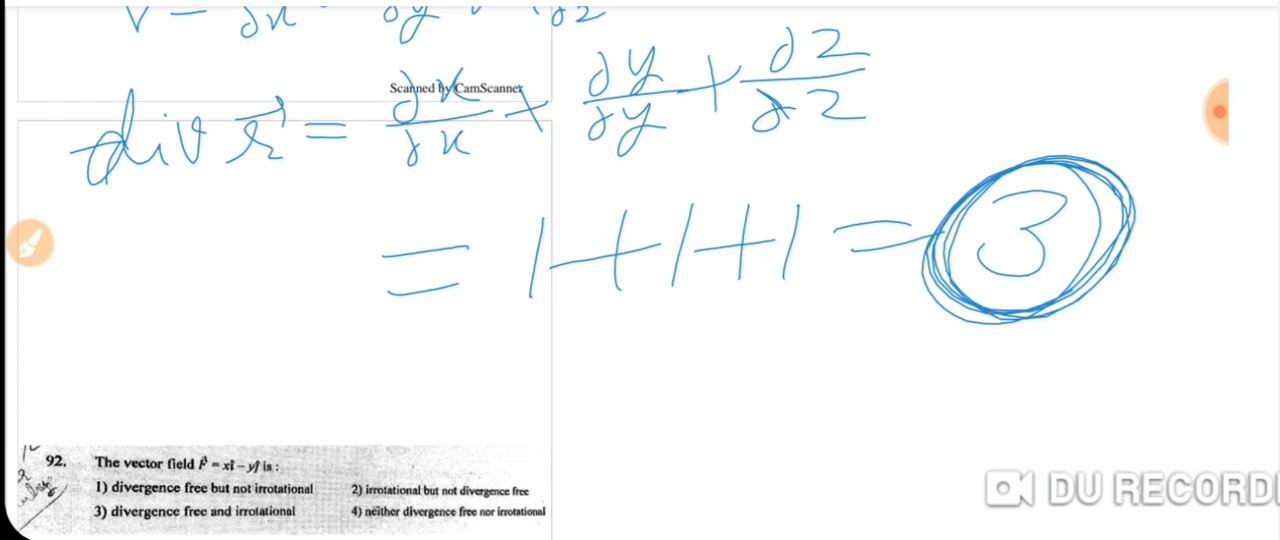 Scanned by CamScanner
div r⃗ = ∂x/∂x + ∂y/∂y + ∂z/∂z
= 1+1+1 = 3
92. The vector field F⃗ = xî – yĵ is :
1) divergence free but not irrotational 2) irrotational but not divergence free
3) divergence free and irrotational 4) neither divergence free nor irrotational
DU RECORD